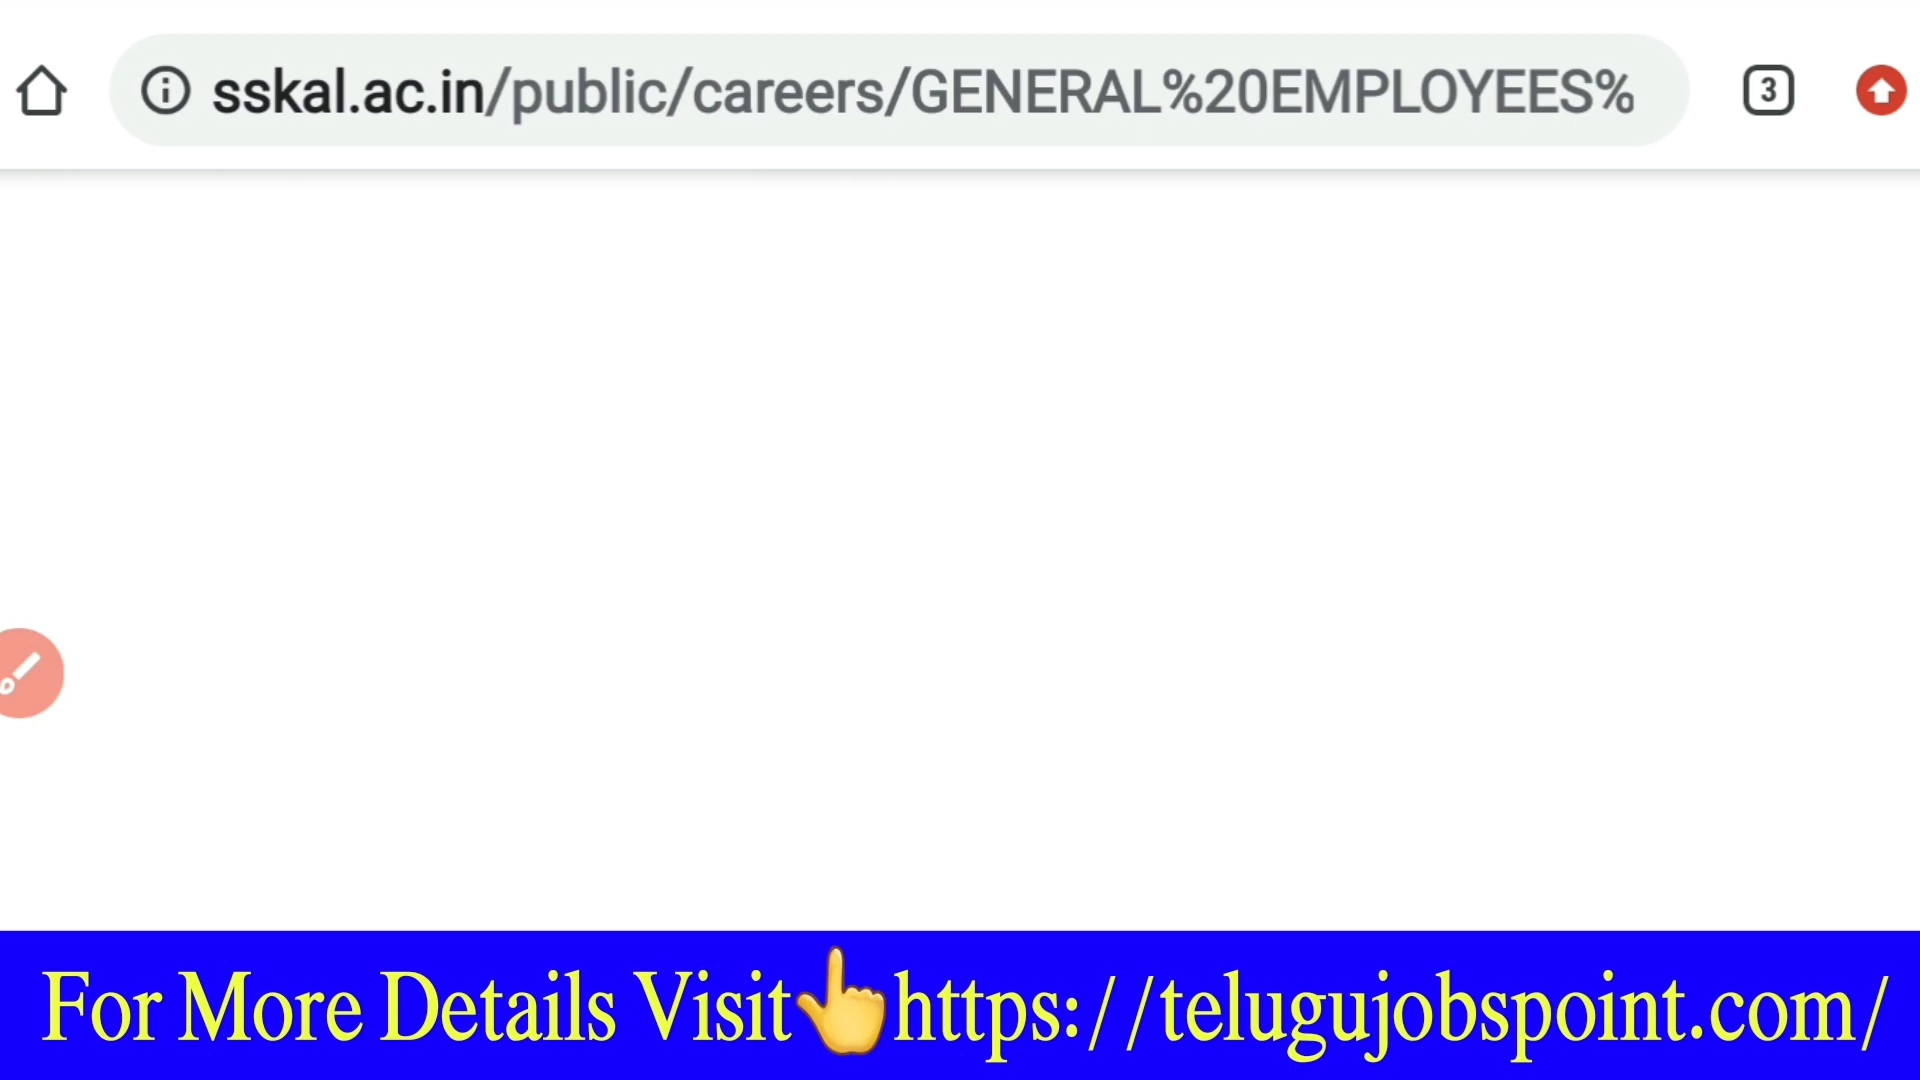 sskal.ac.in/public/careers/GENERAL%20EMPLOYEES%
3
For More Details Visit👆https://telugujobspoint.com/